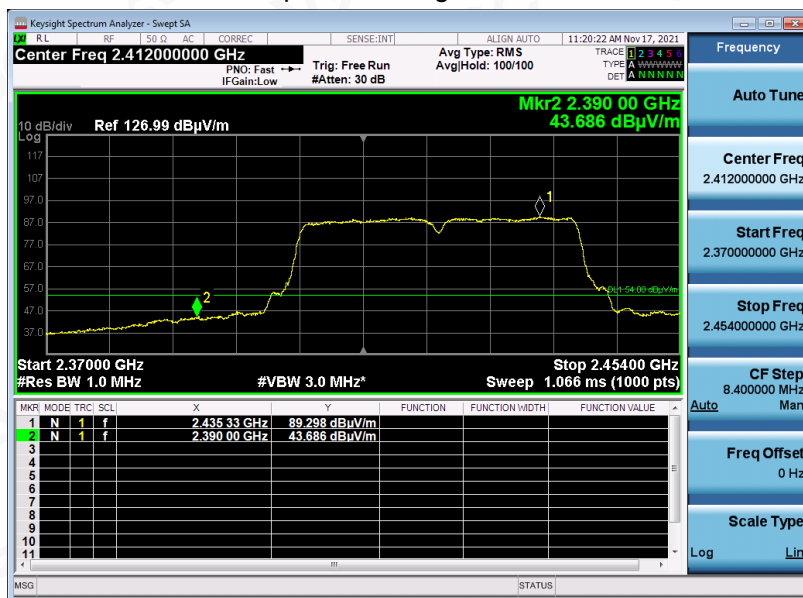 Keysight Spectrum Analyzer - Swept SA
LXI RL RF 50 Ω AC CORREC SENSE:INT ALIGN AUTO 11:20:22 AM Nov 17, 2021
Center Freq 2.412000000 GHz
PNO: Fast
IFGain:Low
Trig: Free Run
#Atten: 30 dB
Avg Type: RMS
Avg|Hold: 100/100
TRACE 1 2 3 4 5 6
TYPE A WWWWW
DET A N N N N N
Mkr2 2.390 00 GHz
43.686 dBµV/m
10 dB/div Ref 126.99 dBµV/m
Log
117
107
97.0
87.0
77.0
67.0
57.0
47.0
37.0
1
2
DL1 54.00 dBµV/m
Start 2.37000 GHz Stop 2.45400 GHz
#Res BW 1.0 MHz #VBW 3.0 MHz* Sweep 1.066 ms (1000 pts)
MKR MODE TRC SCL X Y FUNCTION FUNCTION WIDTH FUNCTION VALUE
1 N 1 f 2.435 33 GHz 89.298 dBµV/m
2 N 1 f 2.390 00 GHz 43.686 dBµV/m
3
4
5
6
7
8
9
10
11
MSG STATUS
Frequency
Auto Tune
Center Freq
2.412000000 GHz
Start Freq
2.370000000 GHz
Stop Freq
2.454000000 GHz
CF Step
8.400000 MHz
Auto Man
Freq Offset
0 Hz
Scale Type
Log Lin